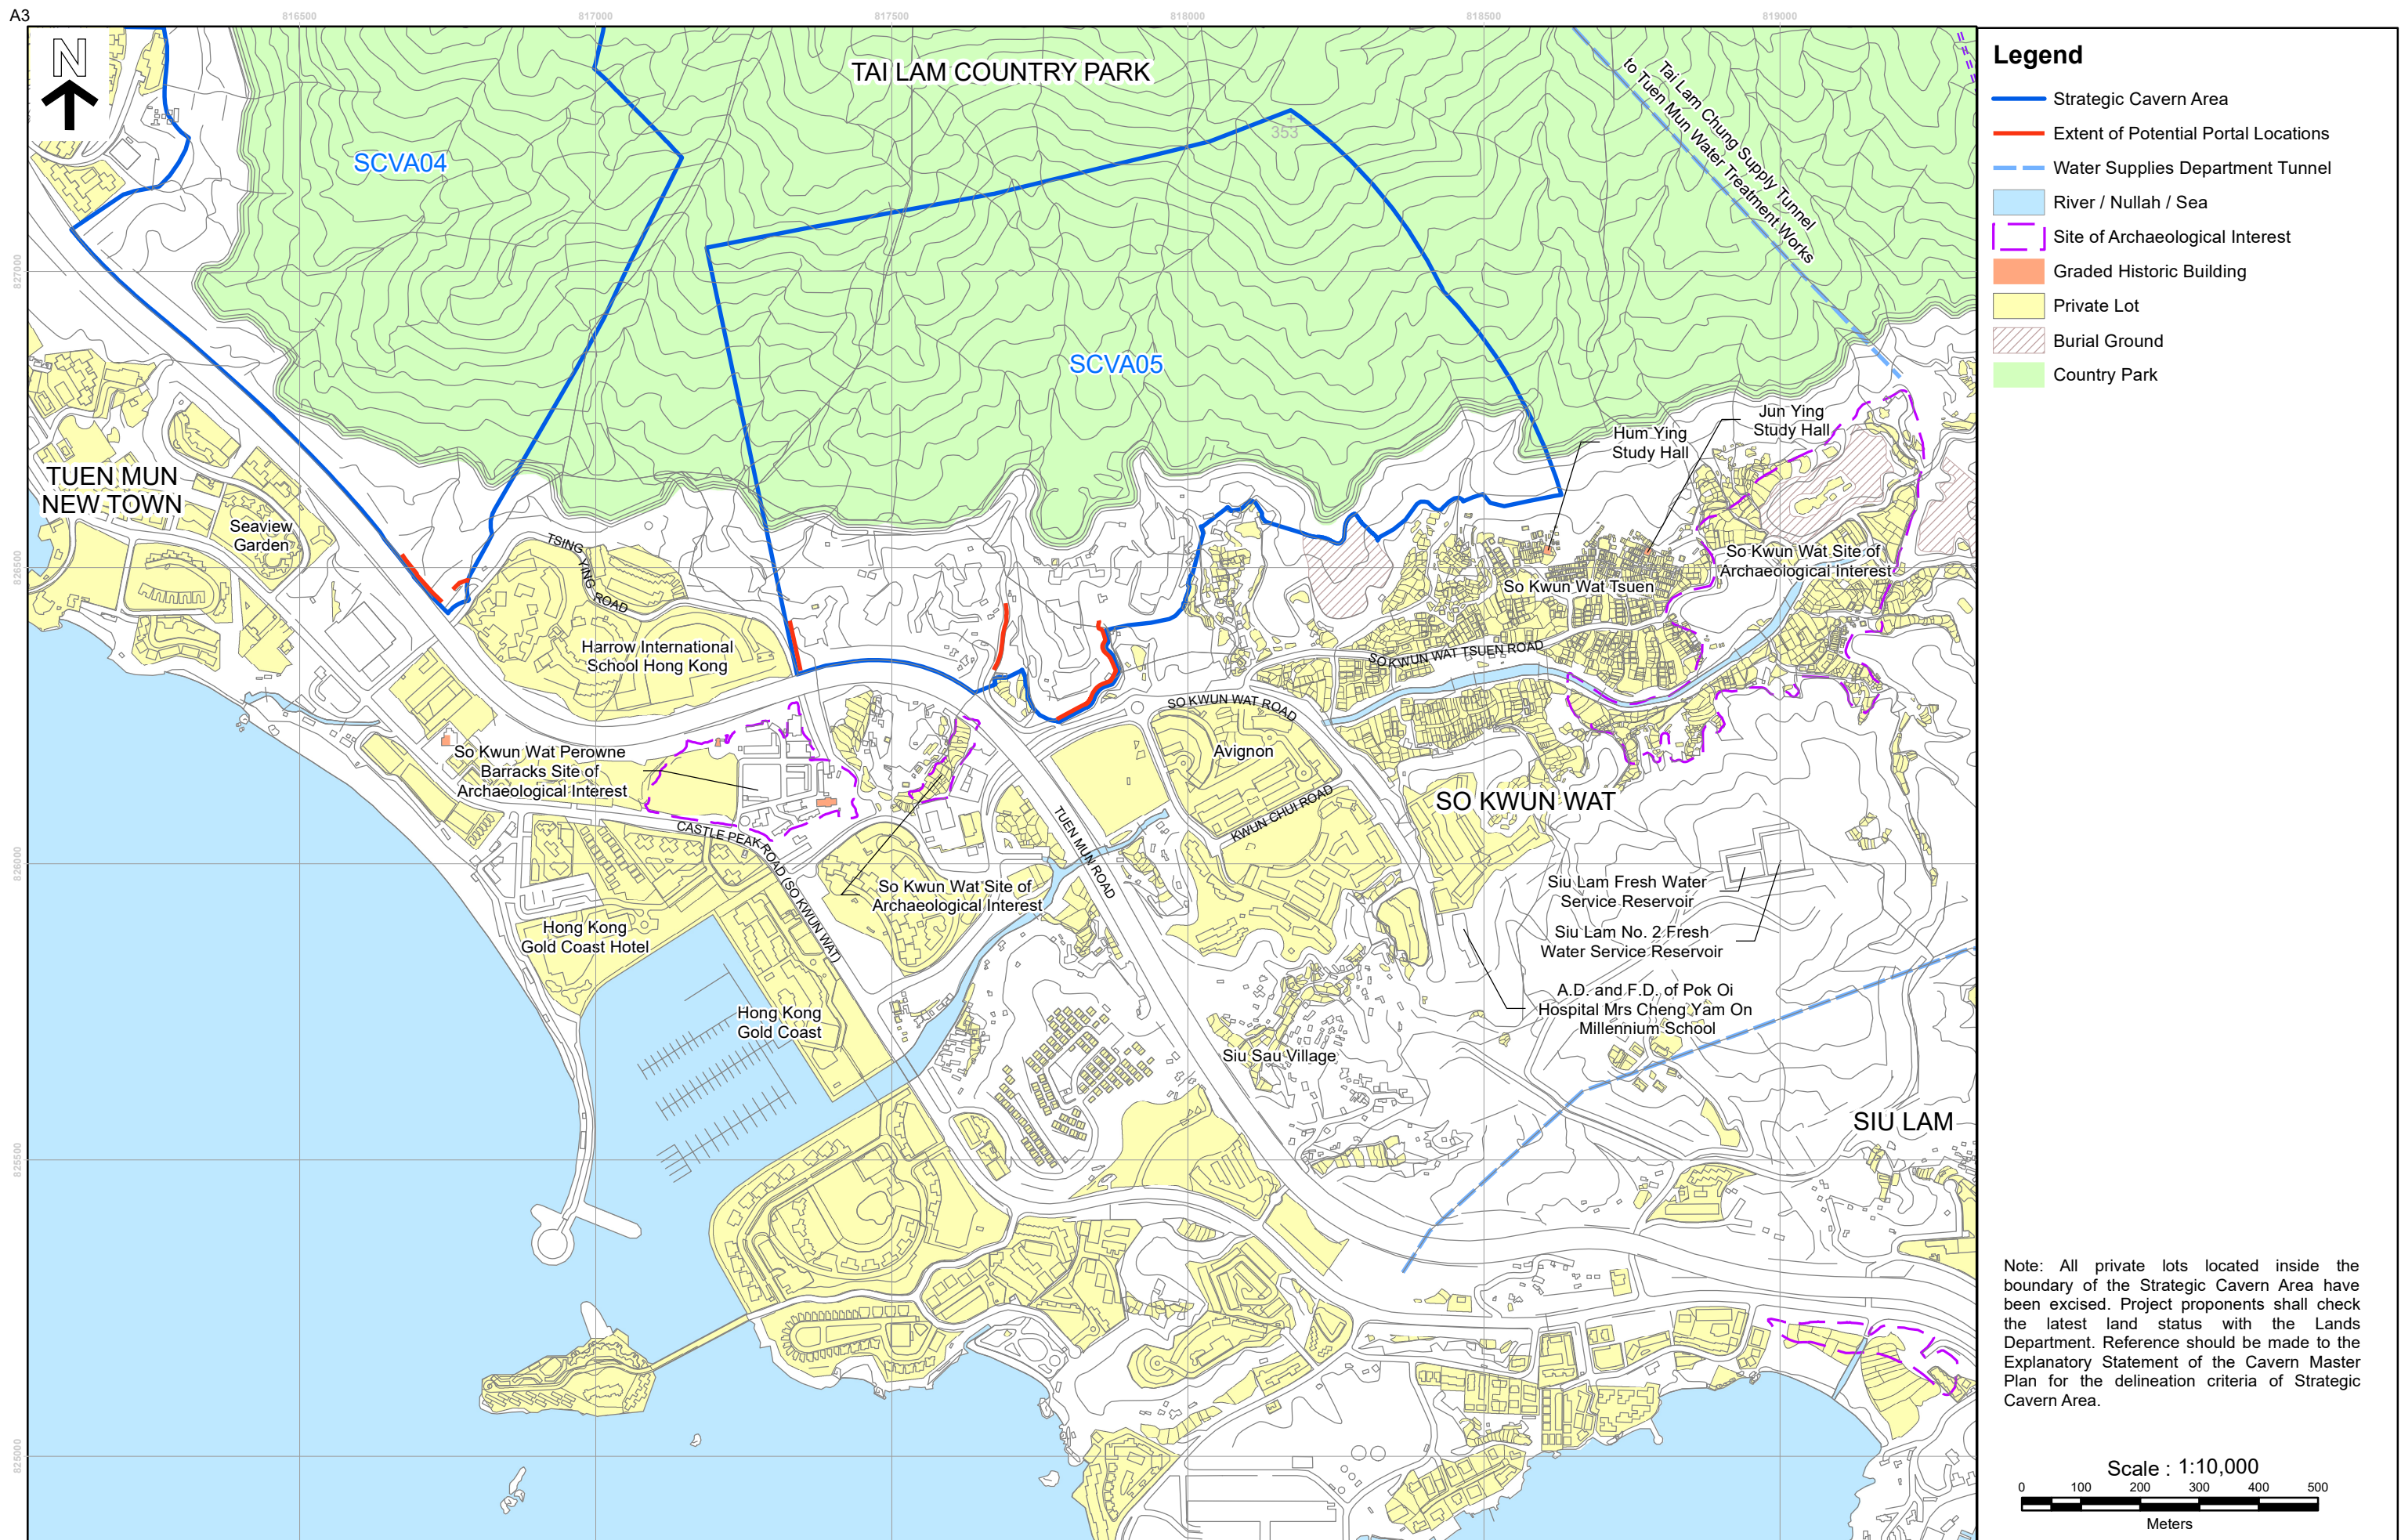 A3
816500
817000
817500
818000
818500
819000
N
TAI LAM COUNTRY PARK
353
Tai Lam Chung Supply Tunnel
to Tuen Mun Water Treatment Works
SCVA04
827000
SCVA05
Jun Ying
Study Hall
Hum Ying
Study Hall
TUEN MUN
NEW TOWN
Seaview
Garden
TSING YING ROAD
826500
So Kwun Wat Site of
Archaeological Interest
So Kwun Wat Tsuen
Harrow International
School Hong Kong
SO KWUN WAT TSUEN ROAD
SO KWUN WAT ROAD
So Kwun Wat Perowne
Barracks Site of
Archaeological Interest
Avignon
SO KWUN WAT
KWUN CHUI ROAD
CASTLE PEAK ROAD (SO KWUN WAT)
TUEN MUN ROAD
826000
So Kwun Wat Site of
Archaeological Interest
Siu Lam Fresh Water
Service Reservoir
Hong Kong
Gold Coast Hotel
Siu Lam No. 2 Fresh
Water Service Reservoir
Hong Kong
Gold Coast
A.D. and F.D. of Pok Oi
Hospital Mrs Cheng Yam On
Millennium School
Siu Sau Village
SIU LAM
825500
825000
Legend
Strategic Cavern Area
Extent of Potential Portal Locations
Water Supplies Department Tunnel
River / Nullah / Sea
Site of Archaeological Interest
Graded Historic Building
Private Lot
Burial Ground
Country Park
Note: All private lots located inside the
boundary of the Strategic Cavern Area have
been excised. Project proponents shall check
the latest land status with the Lands
Department. Reference should be made to the
Explanatory Statement of the Cavern Master
Plan for the delineation criteria of Strategic
Cavern Area.
Scale : 1:10,000
0 100 200 300 400 500
Meters